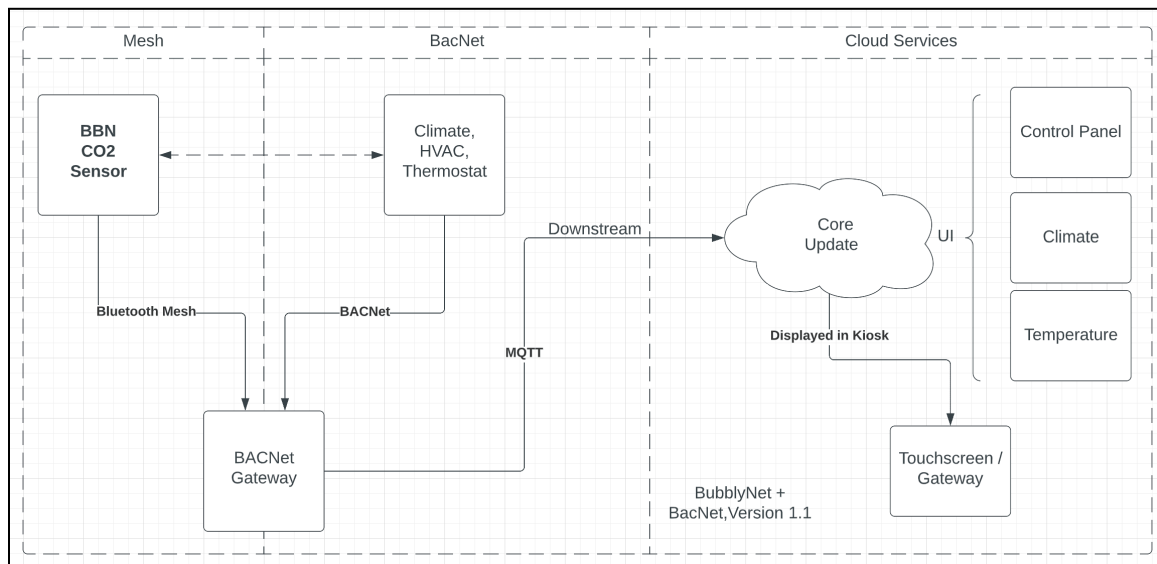 Mesh
BacNet
Cloud Services
BBN
CO2
Sensor
Climate,
HVAC,
Thermostat
Control Panel
Core
Update
Downstream
UI
Climate
Bluetooth Mesh
BACNet
MQTT
Displayed in Kiosk
Temperature
BACNet
Gateway
Touchscreen /
Gateway
BubblyNet +
BacNet,Version 1.1